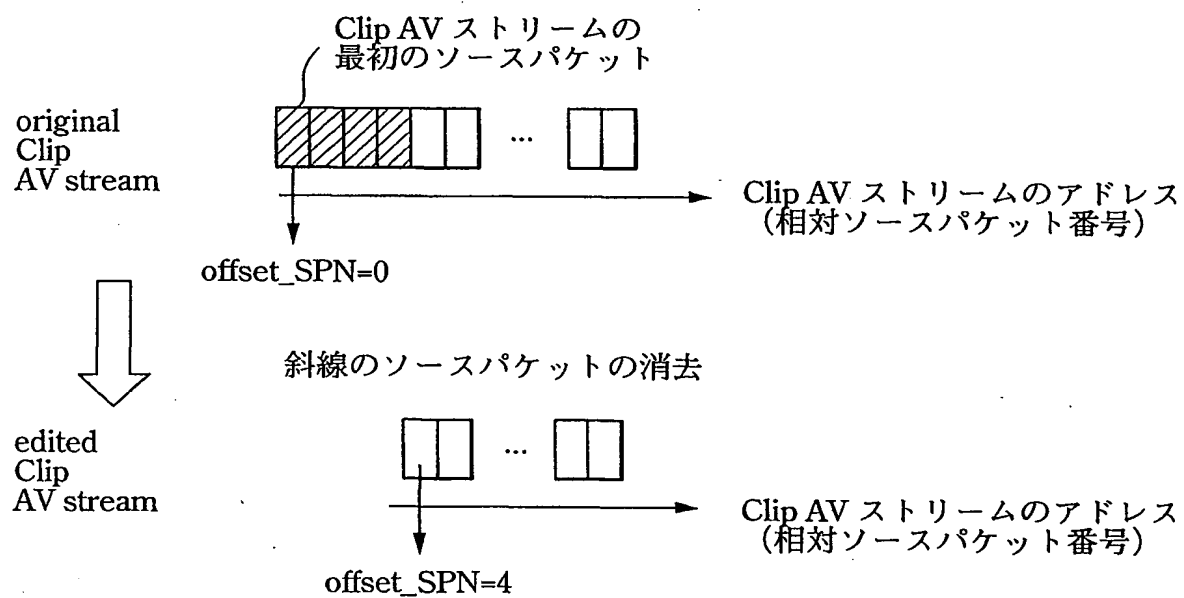 Clip AV ストリームの
最初のソースパケット
original
Clip
AV stream
...
Clip AV ストリームのアドレス
（相対ソースパケット番号）
offset_SPN=0
斜線のソースパケットの消去
edited
Clip
AV stream
...
Clip AV ストリームのアドレス
（相対ソースパケット番号）
offset_SPN=4